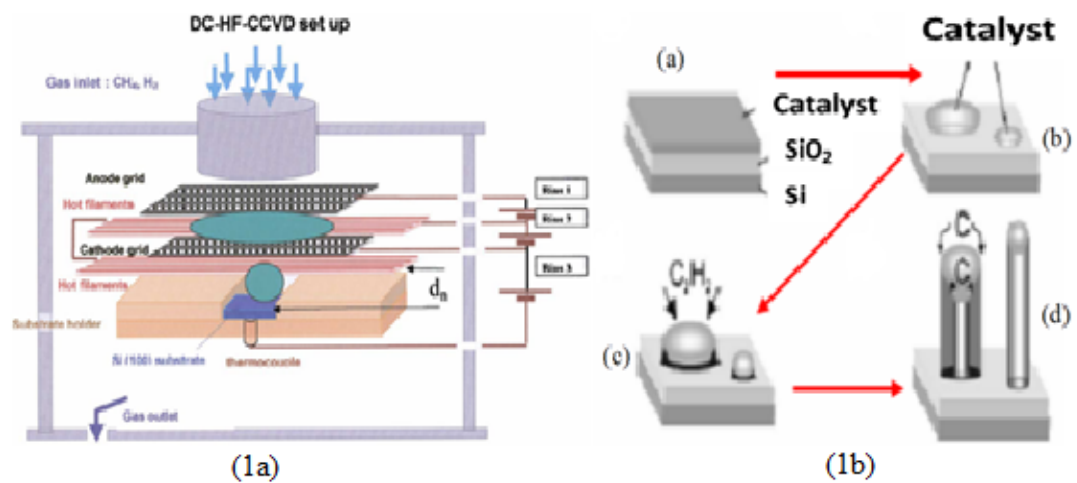 DC-HF-CCVD set up
Gas inlet : CH₄, H₂
Anode grid
Hot filaments
Cathode grid
Hot filaments
Substrate holder
Si (100) substrate
thermocouple
Gas outlet
dₙ
(1a)
Catalyst
(a)
Catalyst
SiO₂
Si
(b)
(c)
C
C
(d)
(1b)